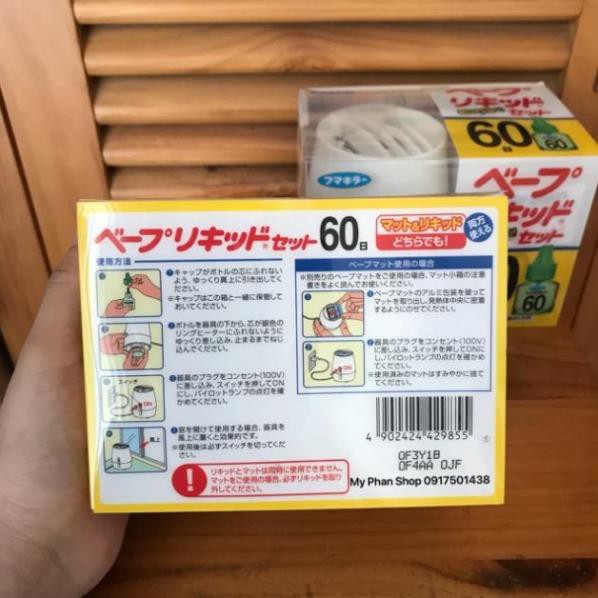 ベープ
リキッド
セット
60日
60
フマキラー
ベープ
リキッド
セット
60
ベープリキッド®セット60日
マット&リキッド
どちらでも!
両方使える
使用方法
❶キャップがボトルの芯にふれないよう、ゆっくり真上に引き出してください。
※キャップはこの箱と一緒に保管しておいてください。
❷ボトルを器具の下から、芯が銀色のリングヒーターにふれないようにゆっくり差し込み、止まるまでねじ込んでください。
スイッチ
ON
❸器具のプラグをコンセント(100V)に差し込み、スイッチを押してONにし、パイロットランプの点灯を確かめてください。
風上
❹窓を開けて使用する場合、器具を風上に置くと効果的です。
※使用後は必ずスイッチを切ってください。
ベープマット使用の場合
※別売りのベープマットをご使用の場合、マット小箱の注意書きをよく読んでお使いください。
❶ベープマットのアルミ包装を破ってマットを取り出し、発熱体中央に密着するようにのせてください。
❷器具のプラグをコンセント(100V)に差し込み、スイッチを押してONにし、パイロットランプの点灯を確かめてください。
※使用済みのマットはすみやかに捨ててください。
リキッドとマットは同時に使用できません。
マットをご使用の場合、必ずリキッドを取り外してください。
4 902424 429855
0F3Y1B
0F4AA 0JF
My Phan Shop 0917501438